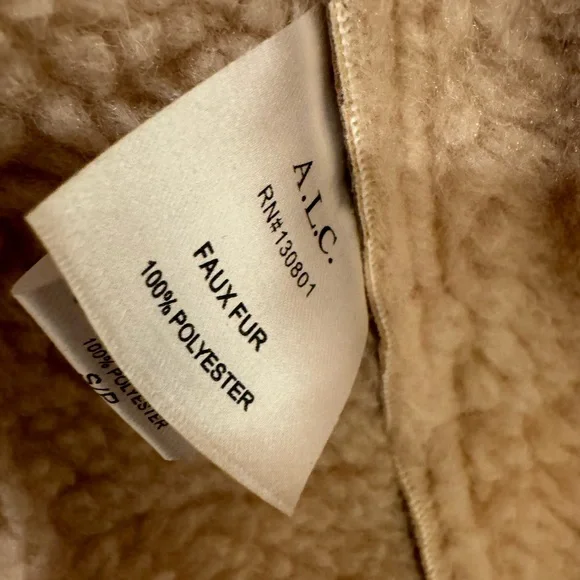 A.L.C.
RN#130801
FAUX FUR
100% POLYESTER
100% POLYESTER
S/P